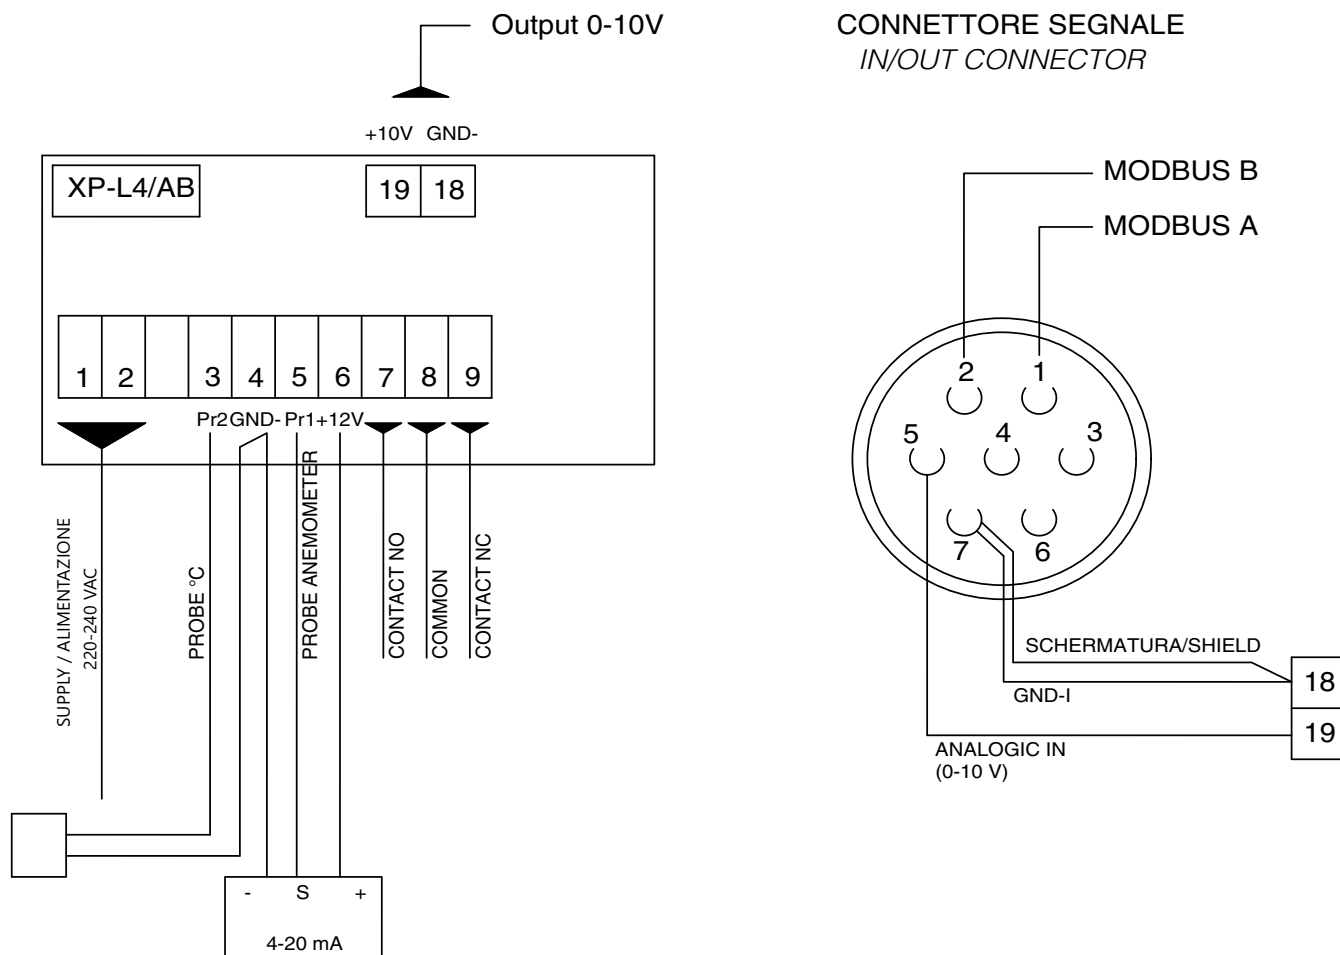 Output 0-10V
+10V GND-
XP-L4/AB
19 18
1 2 3 4 5 6 7 8 9
Pr2 GND- Pr1 +12V
SUPPLY / ALIMENTAZIONE
220-240 VAC
PROBE °C
PROBE ANEMOMETER
CONTACT NO
COMMON
CONTACT NC
- S +
4-20 mA
CONNETTORE SEGNALE
IN/OUT CONNECTOR
MODBUS B
MODBUS A
2 1
5 4 3
7 6
SCHERMATURA/SHIELD
18
GND-I
19
ANALOGIC IN
(0-10 V)